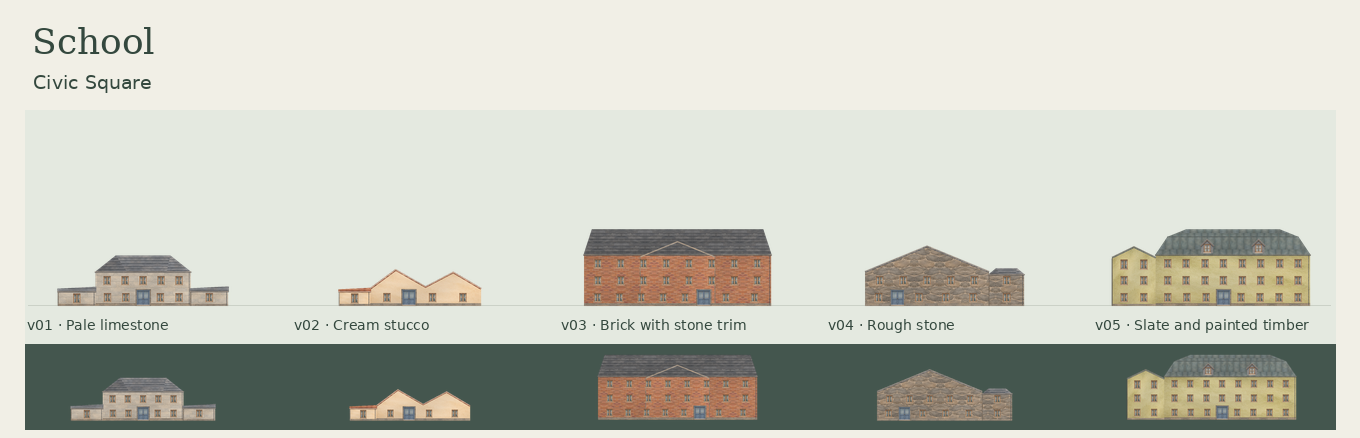 School
Civic Square
v01 · Pale limestone
v02 · Cream stucco
v03 · Brick with stone trim
v04 · Rough stone
v05 · Slate and painted timber